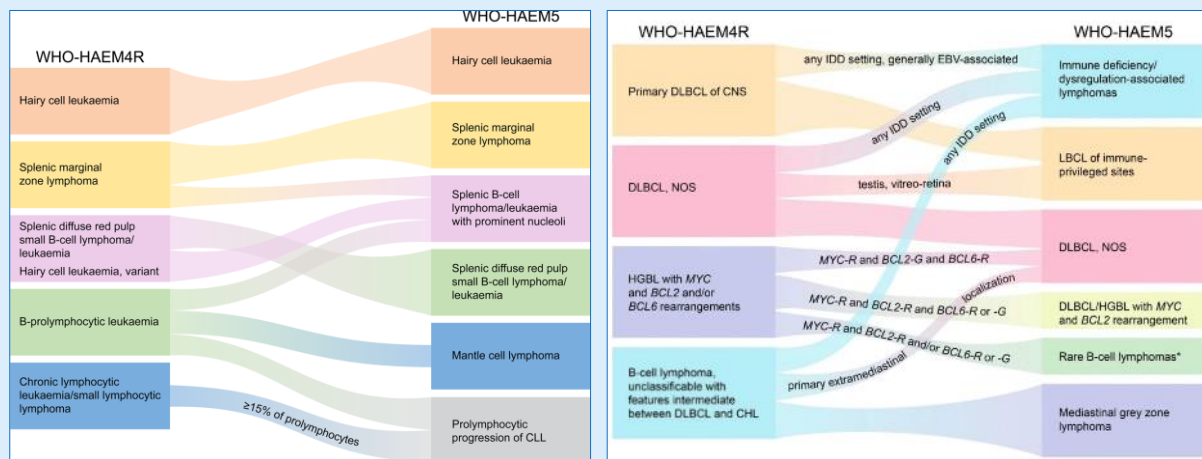 WHO-HAEM4R
Hairy cell leukaemia
Splenic marginal
zone lymphoma
Splenic diffuse red pulp
small B-cell lymphoma/
leukaemia
Hairy cell leukaemia, variant
B-prolymphocytic leukaemia
Chronic lymphocytic
leukaemia/small lymphocytic
lymphoma
≥15% of prolymphocytes
WHO-HAEM5
Hairy cell leukaemia
Splenic marginal
zone lymphoma
Splenic B-cell
lymphoma/leukaemia
with prominent nucleoli
Splenic diffuse red pulp
small B-cell lymphoma/
leukaemia
Mantle cell lymphoma
Prolymphocytic
progression of CLL
WHO-HAEM4R
Primary DLBCL of CNS
DLBCL, NOS
HGBL with MYC
and BCL2 and/or
BCL6 rearrangements
B-cell lymphoma,
unclassifiable with
features intermediate
between DLBCL and CHL
any IDD setting, generally EBV-associated
any IDD setting
any IDD setting
testis, vitreo-retina
MYC-R and BCL2-G and BCL6-R
MYC-R and BCL2-R and BCL6-R or -G
MYC-R and BCL2-R and/or BCL6-R or -G
primary extramediastinal localization
WHO-HAEM5
Immune deficiency/
dysregulation-associated
lymphomas
LBCL of immune-
privileged sites
DLBCL, NOS
DLBCL/HGBL with MYC
and BCL2 rearrangement
Rare B-cell lymphomas*
Mediastinal grey zone
lymphoma